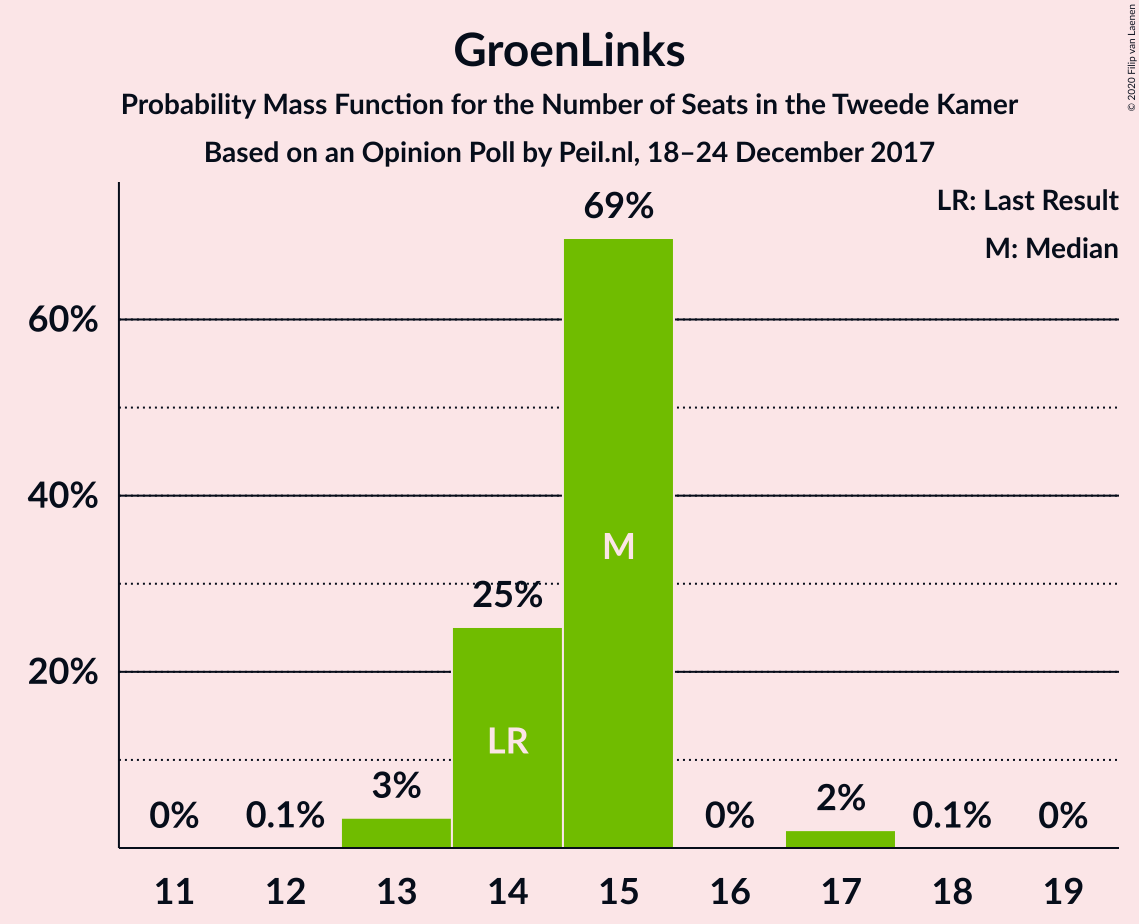 GroenLinks
Probability Mass Function for the Number of Seats in the Tweede Kamer
Based on an Opinion Poll by Peil.nl, 18–24 December 2017
© 2020 Filip van Laenen
LR: Last Result
M: Median
60%
40%
20%
0%
0.1%
3%
25%
LR
69%
M
0%
2%
0.1%
0%
11 12 13 14 15 16 17 18 19